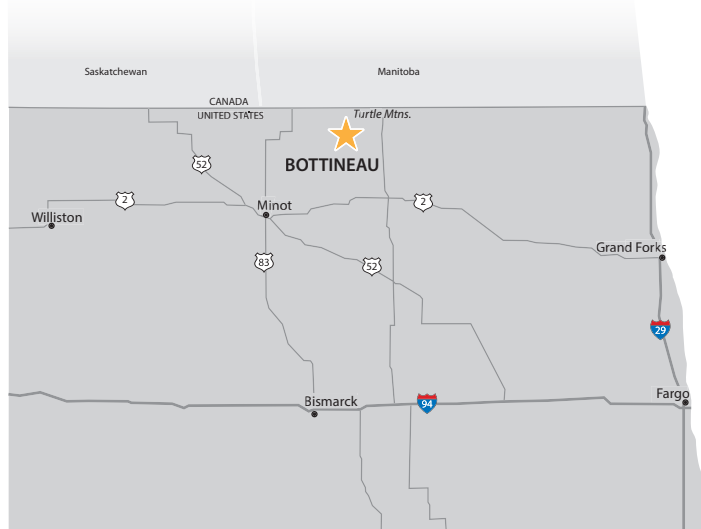 Saskatchewan
Manitoba
CANADA
UNITED STATES
Turtle Mtns.
52
BOTTINEAU
2
2
Minot
Williston
Grand Forks
83
52
29
Fargo
Bismarck
94